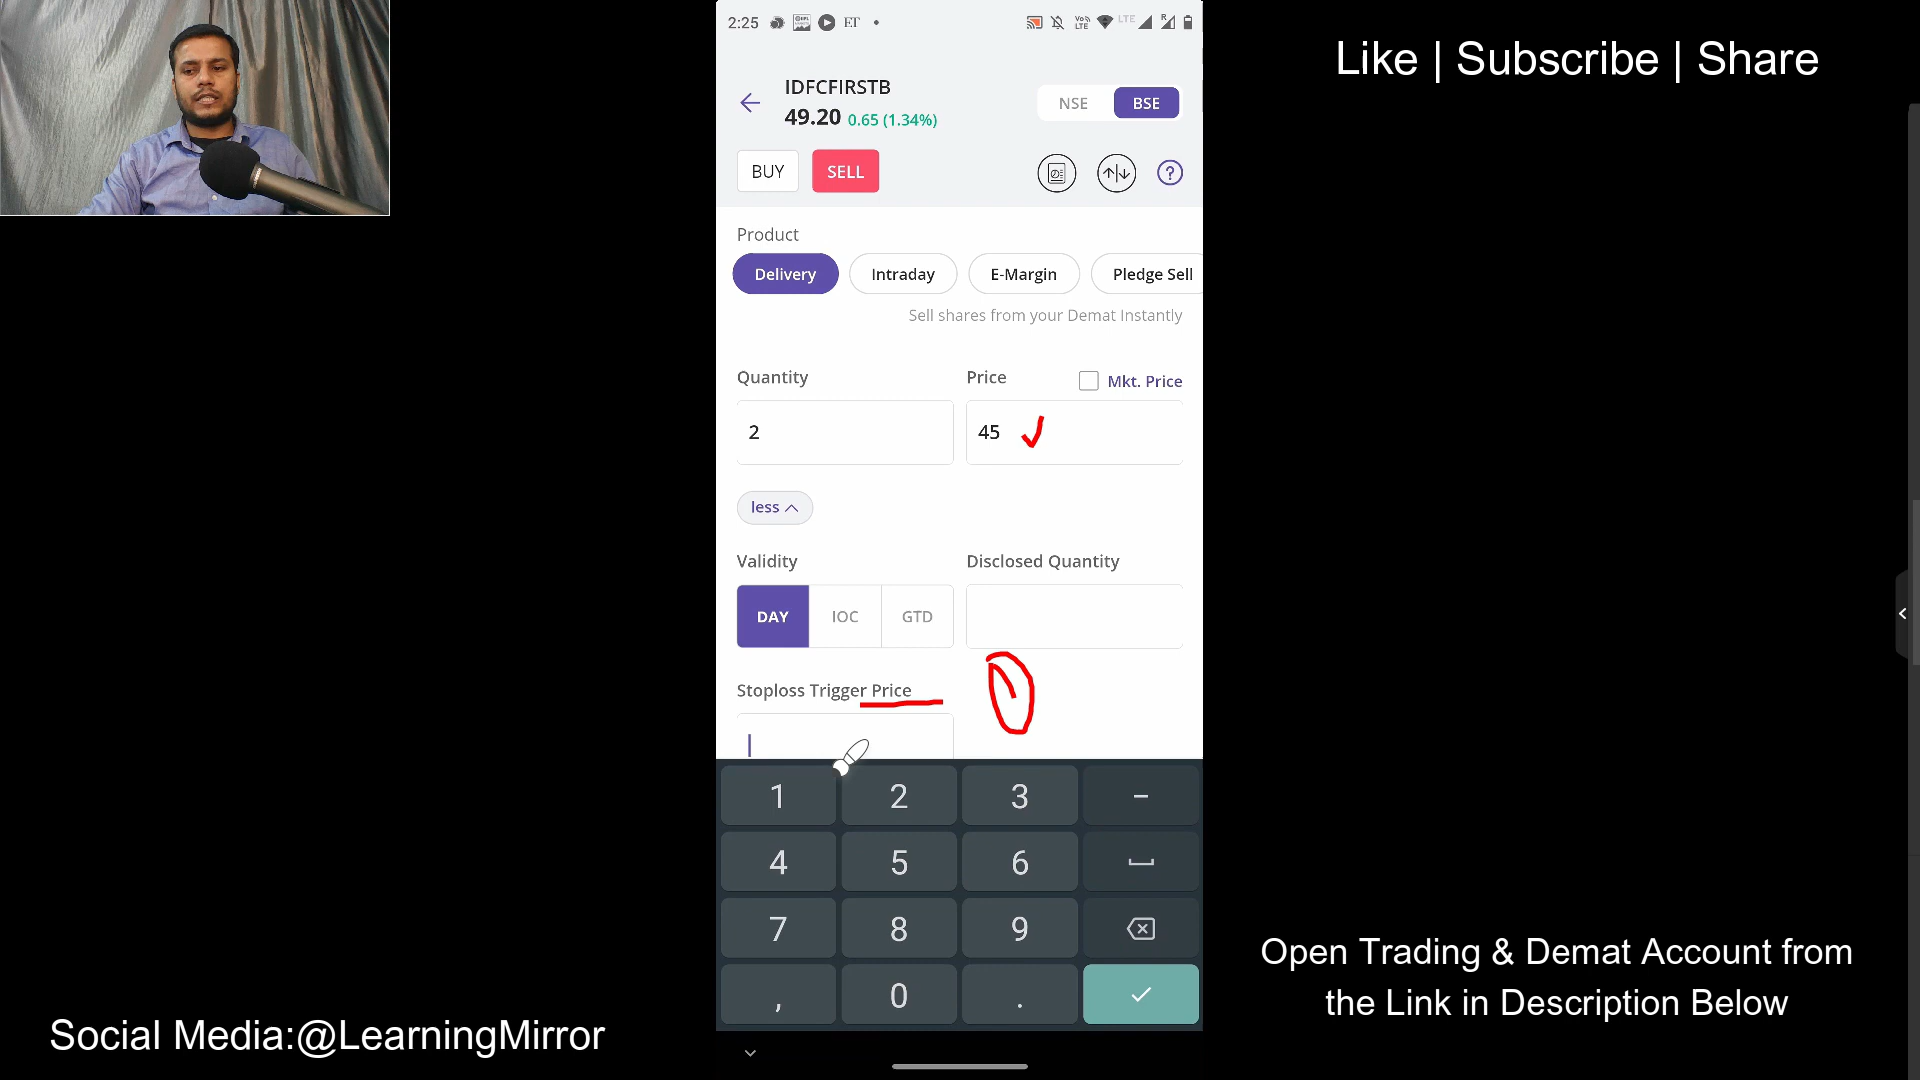 2:25 ET
VoLTE LTE R
Like | Subscribe | Share
IDFCFIRSTB
49.20 0.65 (1.34%)
NSE BSE
BUY SELL
?
Product
Delivery Intraday E-Margin Pledge Sell
Sell shares from your Demat Instantly
Quantity Price Mkt. Price
2 45
less
Validity Disclosed Quantity
DAY IOC GTD
Stoploss Trigger Price
1 2 3 -
4 5 6
7 8 9
, 0 .
Open Trading & Demat Account from
the Link in Description Below
Social Media:@LearningMirror